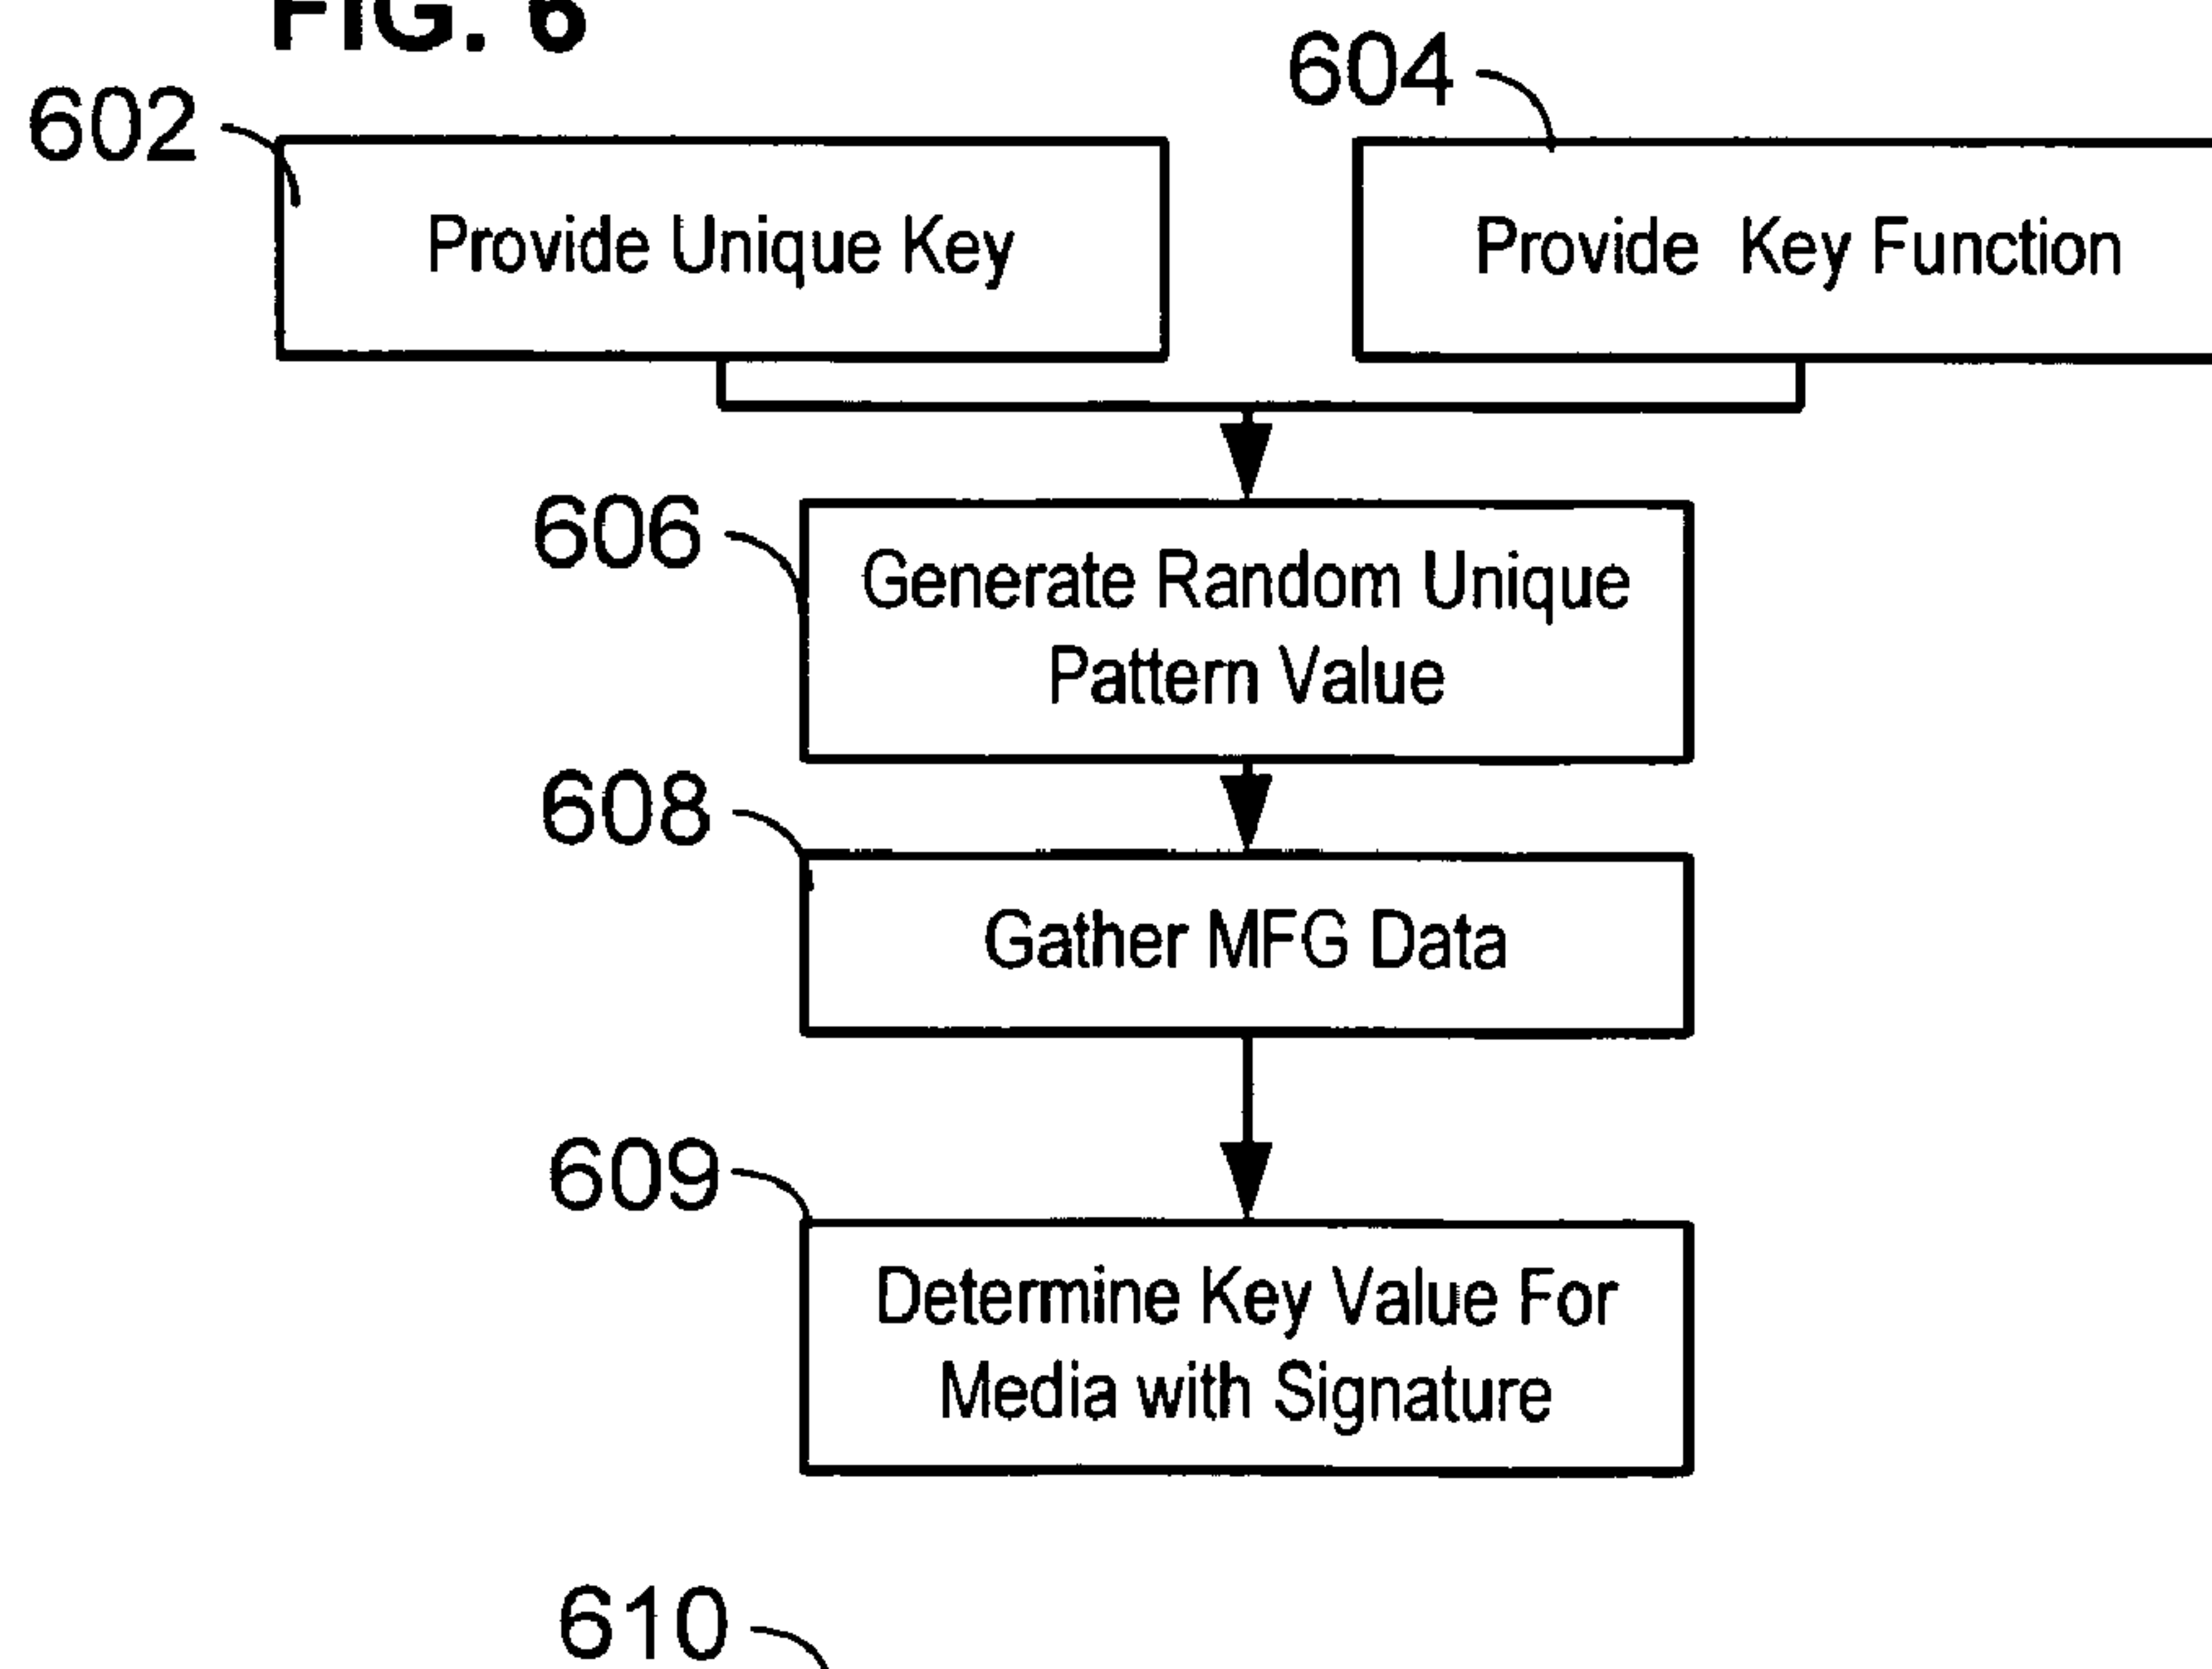 FIG. 6
602
604
Provide Unique Key
Provide Key Function
606
Generate Random Unique
Pattern Value
608
Gather MFG Data
609
Determine Key Value For
Media with Signature
610